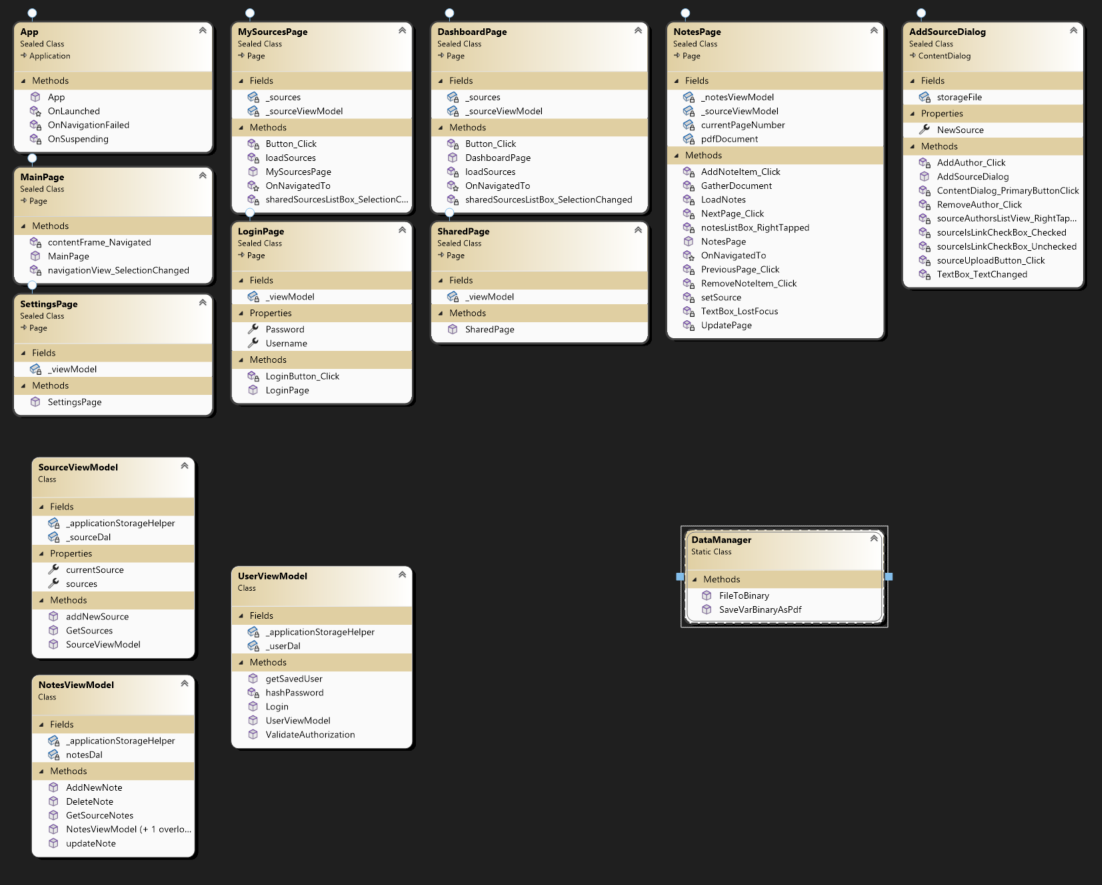 App
Sealed Class
Application
Methods
App
OnLaunched
OnNavigationFailed
OnSuspending
MySourcesPage
Sealed Class
Page
Fields
_sources
_sourceViewModel
Methods
Button_Click
loadSources
MySourcesPage
OnNavigatedTo
sharedSourcesListBox_SelectionC...
DashboardPage
Sealed Class
Page
Fields
_sources
_sourceViewModel
Methods
Button_Click
DashboardPage
loadSources
OnNavigatedTo
sharedSourcesListBox_SelectionChanged
NotesPage
Sealed Class
Page
Fields
_notesViewModel
_sourceViewModel
currentPageNumber
pdfDocument
Methods
AddNoteItem_Click
GatherDocument
LoadNotes
NextPage_Click
notesListBox_RightTapped
NotesPage
OnNavigatedTo
PreviousPage_Click
RemoveNoteItem_Click
setSource
TextBox_LostFocus
UpdatePage
AddSourceDialog
Sealed Class
ContentDialog
Fields
storageFile
Properties
NewSource
Methods
AddAuthor_Click
AddSourceDialog
ContentDialog_PrimaryButtonClick
RemoveAuthor_Click
sourceAuthorsListView_RightTap...
sourceIsLinkCheckBox_Checked
sourceIsLinkCheckBox_Unchecked
sourceUploadButton_Click
TextBox_TextChanged
MainPage
Sealed Class
Page
Methods
contentFrame_Navigated
MainPage
navigationView_SelectionChanged
LoginPage
Sealed Class
Page
Fields
_viewModel
Properties
Password
Username
Methods
LoginButton_Click
LoginPage
SharedPage
Sealed Class
Page
Fields
_viewModel
Methods
SharedPage
SettingsPage
Sealed Class
Page
Fields
_viewModel
Methods
SettingsPage
SourceViewModel
Class
Fields
_applicationStorageHelper
_sourceDal
Properties
currentSource
sources
Methods
addNewSource
GetSources
SourceViewModel
UserViewModel
Class
Fields
_applicationStorageHelper
_userDal
Methods
getSavedUser
hashPassword
Login
UserViewModel
ValidateAuthorization
DataManager
Static Class
Methods
FileToBinary
SaveVarBinaryAsPdf
NotesViewModel
Class
Fields
_applicationStorageHelper
notesDal
Methods
AddNewNote
DeleteNote
GetSourceNotes
NotesViewModel (+ 1 overlo...
updateNote